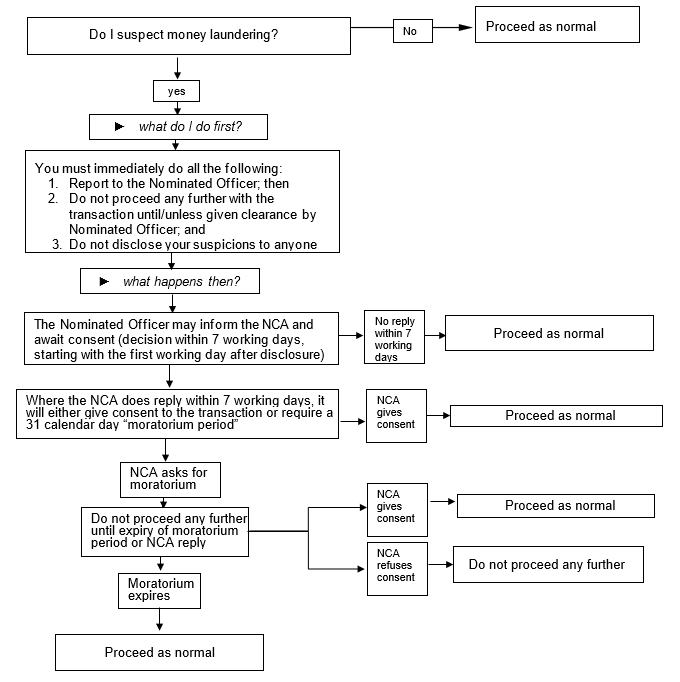 Do I suspect money laundering?
No
Proceed as normal
yes
► what do I do first?
You must immediately do all the following:
1. Report to the Nominated Officer; then
2. Do not proceed any further with the
transaction until/unless given clearance by
Nominated Officer; and
3. Do not disclose your suspicions to anyone
► what happens then?
The Nominated Officer may inform the NCA and
await consent (decision within 7 working days,
starting with the first working day after disclosure)
No reply
within 7
working
days
Proceed as normal
Where the NCA does reply within 7 working days, it
will either give consent to the transaction or require a
31 calendar day “moratorium period”
NCA
gives
consent
Proceed as normal
NCA asks for
moratorium
Do not proceed any further
until expiry of moratorium
period or NCA reply
NCA
gives
consent
Proceed as normal
NCA
refuses
consent
Do not proceed any further
Moratorium
expires
Proceed as normal